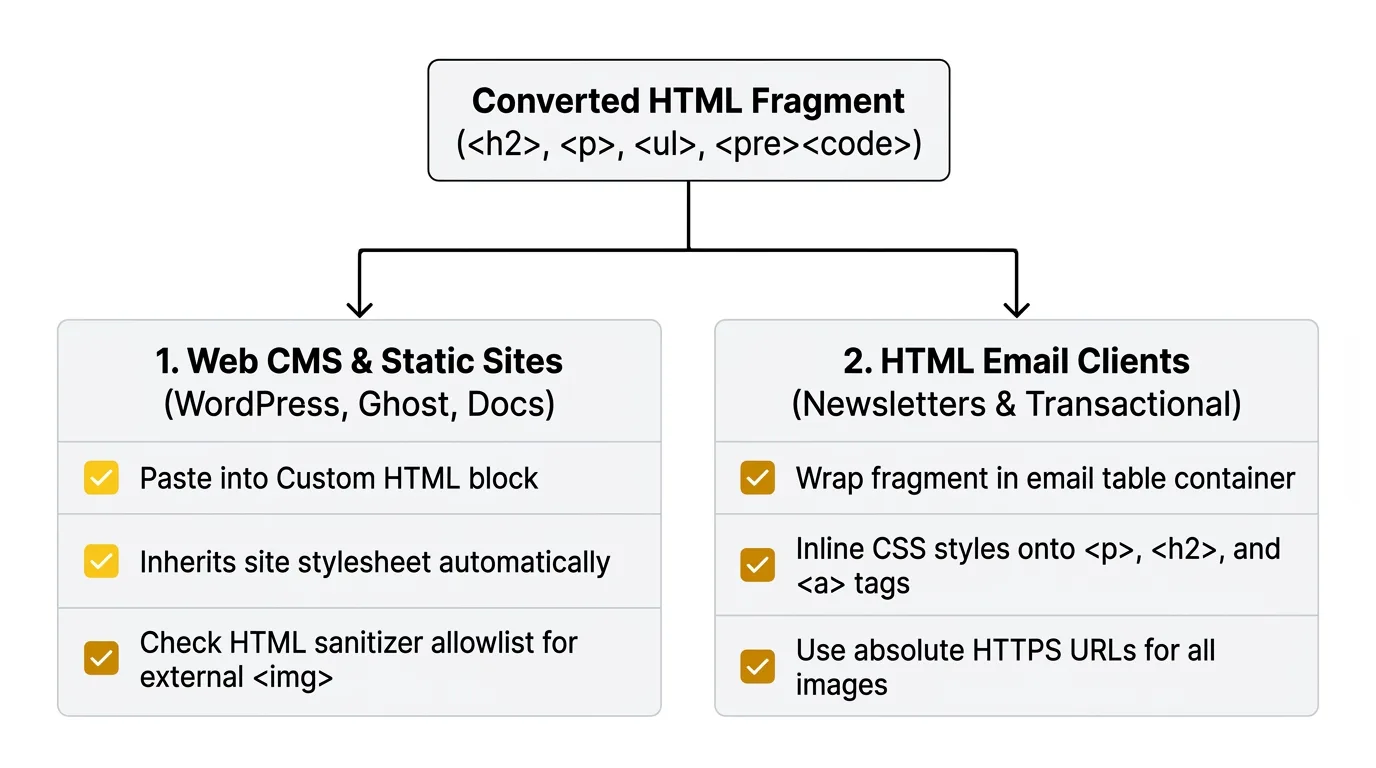 Converted HTML Fragment
(<h2>, <p>, <ul>, <pre><code>)
1. Web CMS & Static Sites
(WordPress, Ghost, Docs)
Paste into Custom HTML block
Inherits site stylesheet automatically
Check HTML sanitizer allowlist for
external <img>
2. HTML Email Clients
(Newsletters & Transactional)
Wrap fragment in email table container
Inline CSS styles onto <p>, <h2>, and
<a> tags
Use absolute HTTPS URLs for all
images